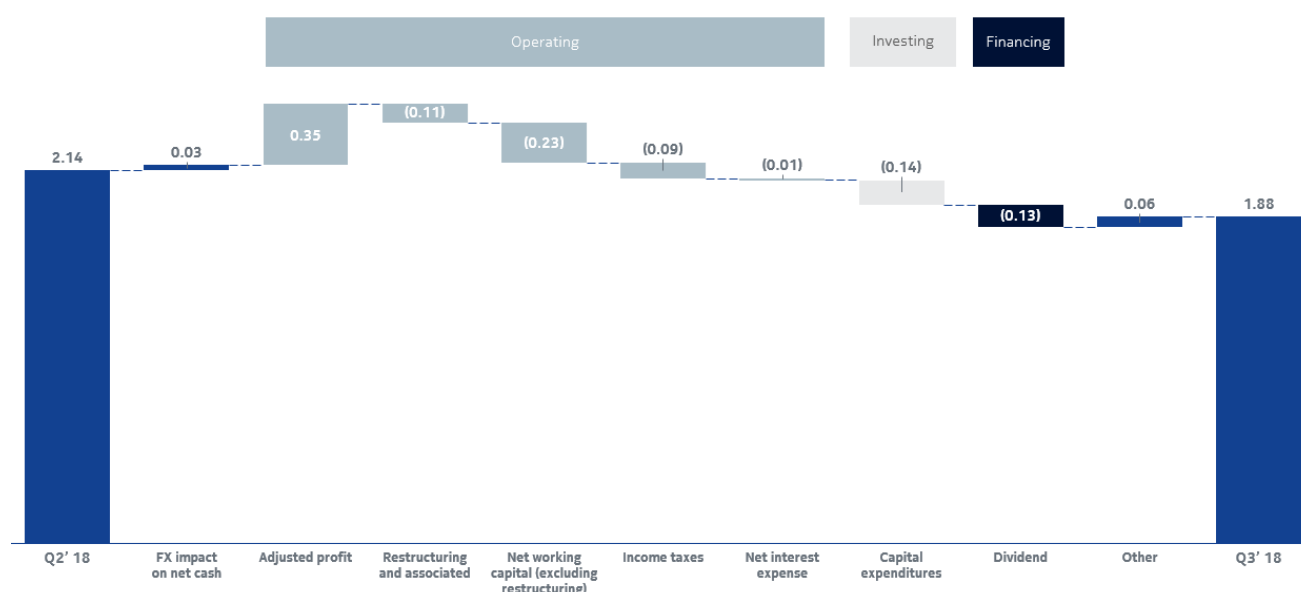 Operating
Investing
Financing
2.14
0.03
0.35
(0.11)
(0.23)
(0.09)
(0.01)
(0.14)
(0.13)
0.06
1.88
Q2’ 18
FX impact
on net cash
Adjusted profit
Restructuring
and associated
Net working
capital (excluding
restructuring)
Income taxes
Net interest
expense
Capital
expenditures
Dividend
Other
Q3’ 18